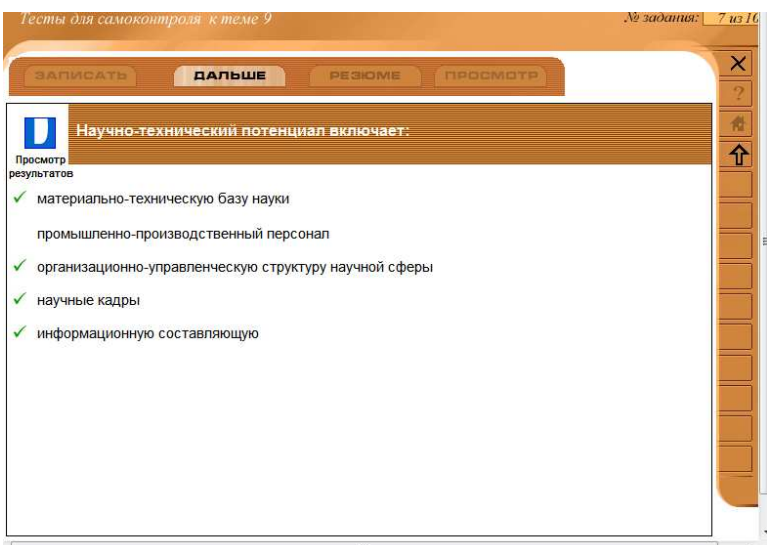 Тесты для самоконтроля к теме 9
№ задания: 7 из 16
ЗАПИСАТЬ ДАЛЬШЕ РЕЗЮМЕ ПРОСМОТР
Научно-технический потенциал включает:
Просмотр
результатов
материально-техническую базу науки
промышленно-производственный персонал
организационно-управленческую структуру научной сферы
научные кадры
информационную составляющую